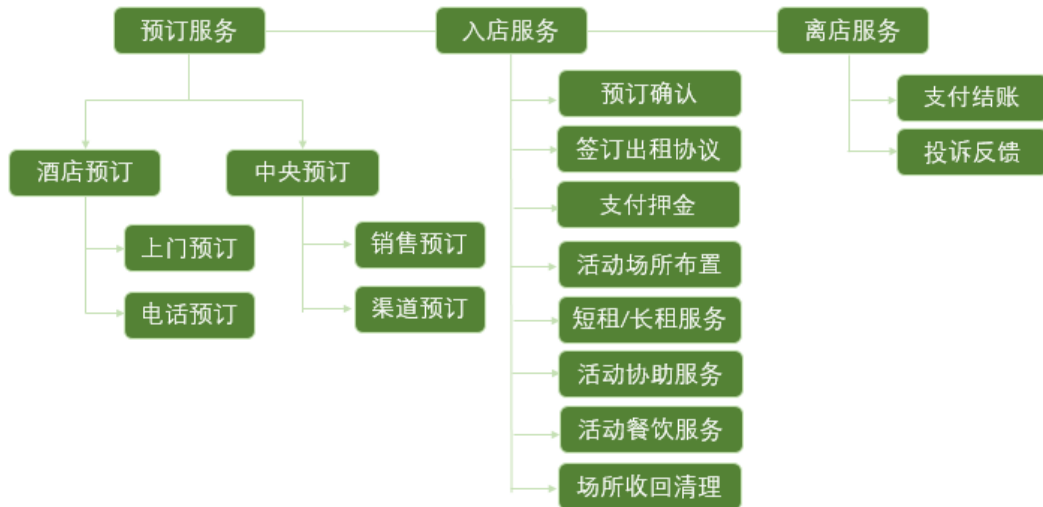 预订服务
入店服务
离店服务
酒店预订
中央预订
上门预订
电话预订
销售预订
渠道预订
预订确认
签订出租协议
支付押金
活动场所布置
短租/长租服务
活动协助服务
活动餐饮服务
场所收回清理
支付结账
投诉反馈